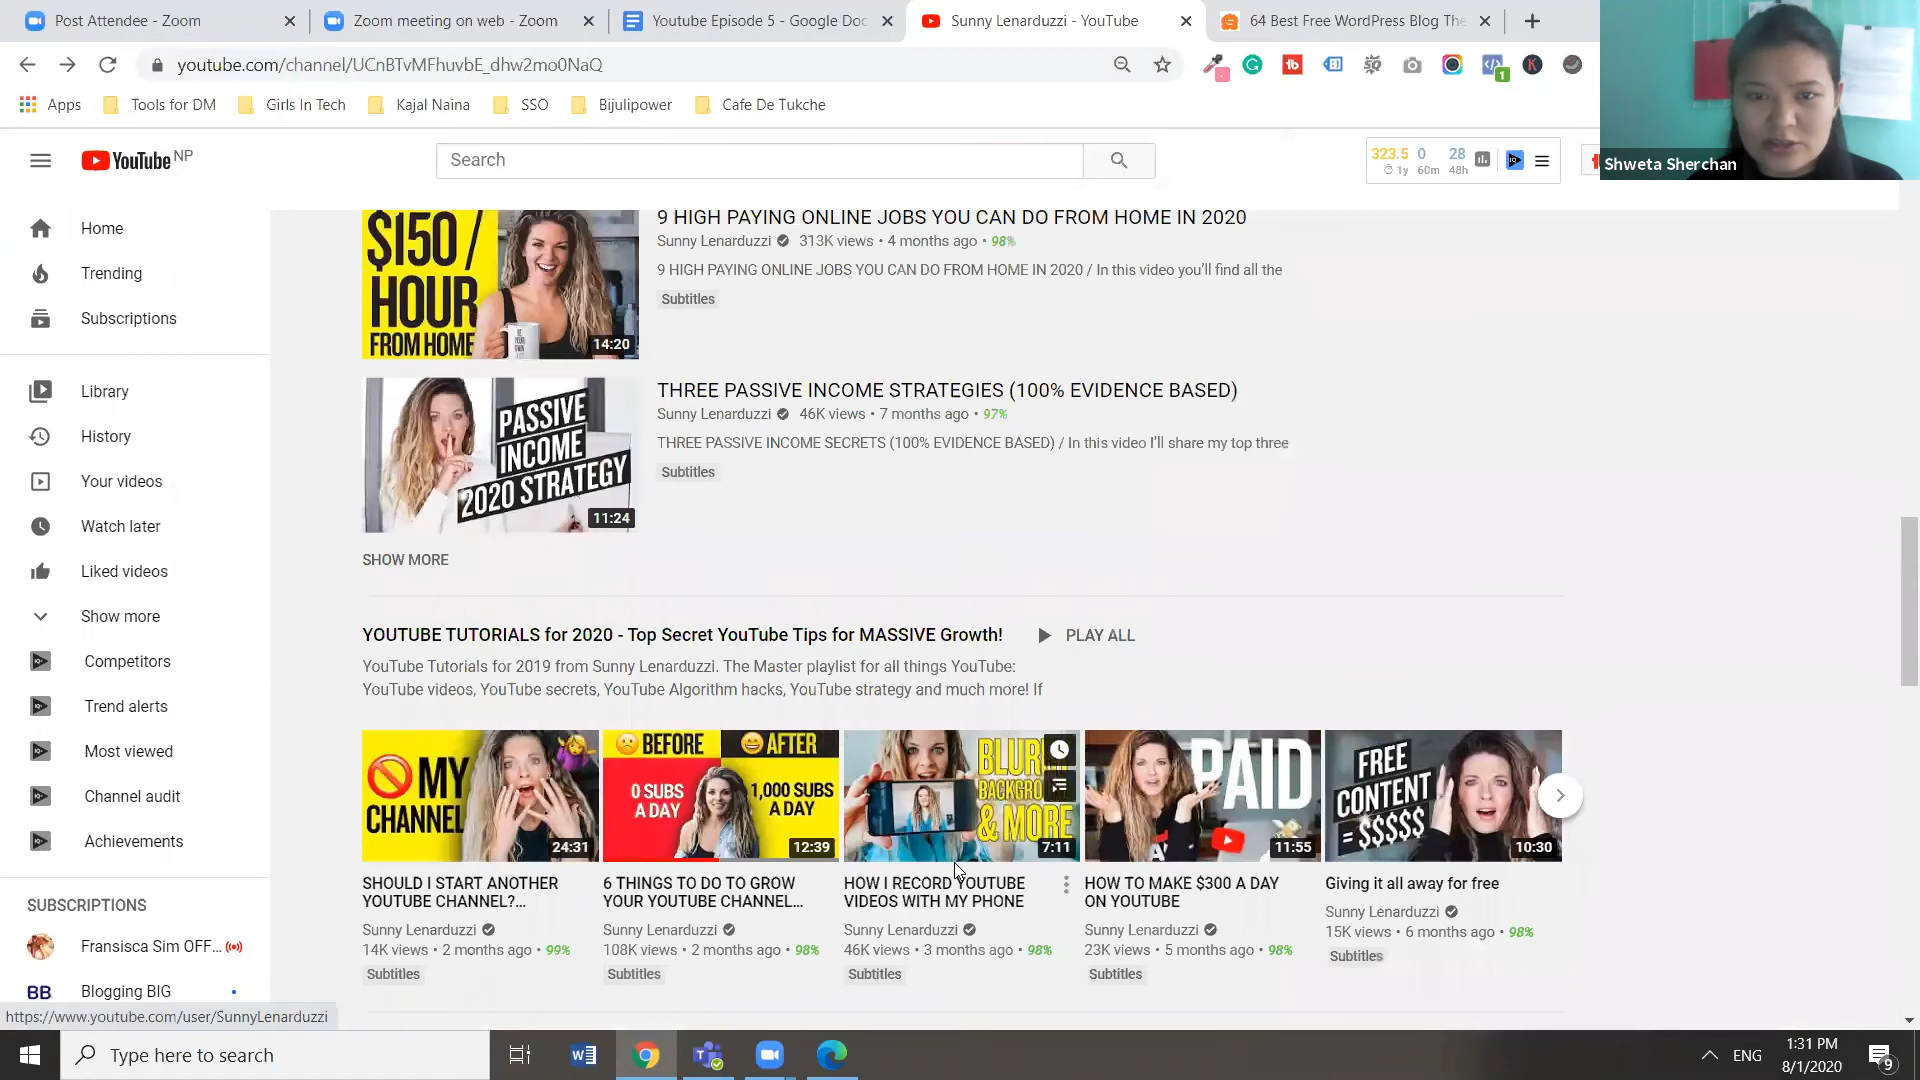 Post Attendee - Zoom
Zoom meeting on web - Zoom
Youtube Episode 5 - Google Doc
Sunny Lenarduzzi - YouTube
64 Best Free WordPress Blog The
youtube.com/channel/UCnBTvMFhuvbE_dhw2mo0NaQ
Apps
Tools for DM
Girls In Tech
Kajal Naina
SSO
Bijulipower
Cafe De Tukche
Shweta Sherchan
YouTube NP
Search
323.5 0 28
1y 60m 48h
Home
Trending
Subscriptions
Library
History
Your videos
Watch later
Liked videos
Show more
Competitors
Trend alerts
Most viewed
Channel audit
Achievements
SUBSCRIPTIONS
Fransisca Sim OFF...
BB Blogging BIG
$150 /
HOUR
FROM HOME
14:20
9 HIGH PAYING ONLINE JOBS YOU CAN DO FROM HOME IN 2020
Sunny Lenarduzzi 313K views • 4 months ago • 98%
9 HIGH PAYING ONLINE JOBS YOU CAN DO FROM HOME IN 2020 / In this video you'll find all the
Subtitles
PASSIVE
INCOME
2020 STRATEGY
11:24
THREE PASSIVE INCOME STRATEGIES (100% EVIDENCE BASED)
Sunny Lenarduzzi 46K views • 7 months ago • 97%
THREE PASSIVE INCOME SECRETS (100% EVIDENCE BASED) / In this video I'll share my top three
Subtitles
SHOW MORE
YOUTUBE TUTORIALS for 2020 - Top Secret YouTube Tips for MASSIVE Growth!
PLAY ALL
YouTube Tutorials for 2019 from Sunny Lenarduzzi. The Master playlist for all things YouTube:
YouTube videos, YouTube secrets, YouTube Algorithm hacks, YouTube strategy and much more! If
MY
CHANNEL
24:31
SHOULD I START ANOTHER
YOUTUBE CHANNEL?...
Sunny Lenarduzzi
14K views • 2 months ago • 99%
Subtitles
BEFORE
AFTER
0 SUBS
A DAY
1,000 SUBS
A DAY
12:39
6 THINGS TO DO TO GROW
YOUR YOUTUBE CHANNEL...
Sunny Lenarduzzi
108K views • 2 months ago • 98%
Subtitles
BLUR
BACKGRO
& MORE
7:11
HOW I RECORD YOUTUBE
VIDEOS WITH MY PHONE
Sunny Lenarduzzi
46K views • 3 months ago • 98%
Subtitles
PAID
11:55
HOW TO MAKE $300 A DAY
ON YOUTUBE
Sunny Lenarduzzi
23K views • 5 months ago • 98%
Subtitles
FREE
CONTENT
= $$$$$
10:30
Giving it all away for free
Sunny Lenarduzzi
15K views • 6 months ago • 98%
Subtitles
https://www.youtube.com/user/SunnyLenarduzzi
Type here to search
ENG
1:31 PM
8/1/2020
9